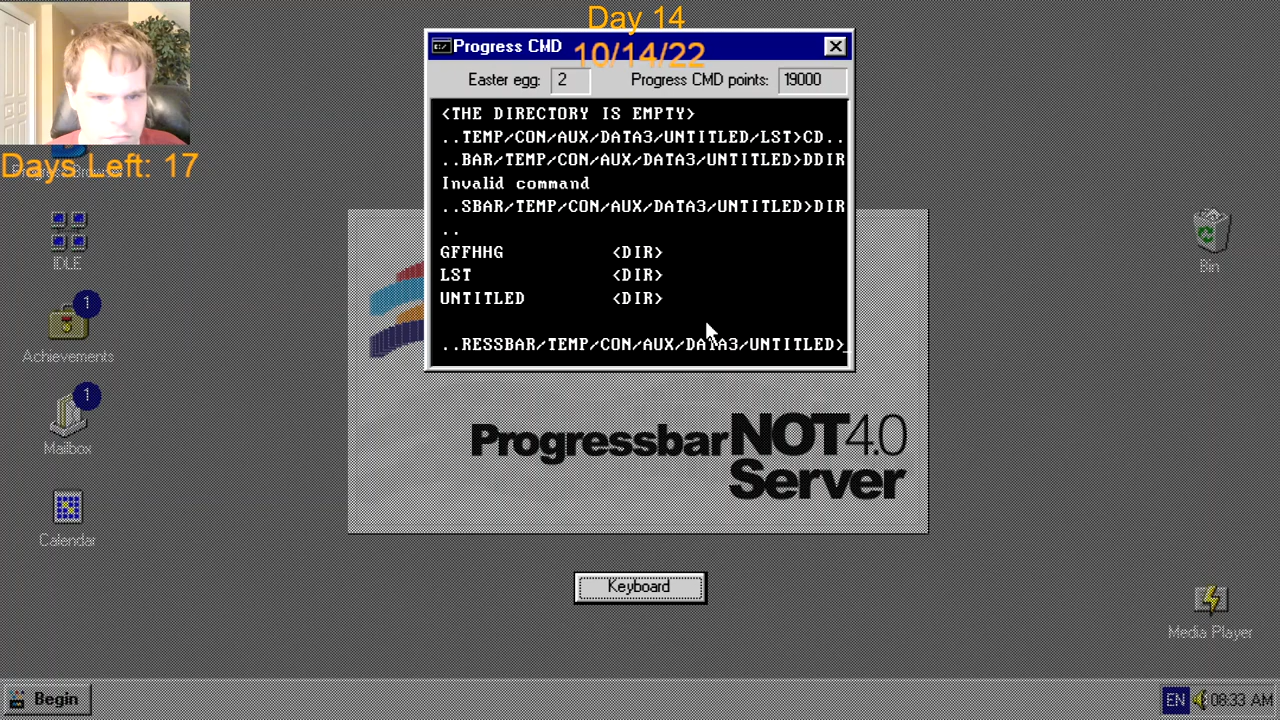 Day 14
10/14/22
Days Left: 17
Progress CMD
Easter egg: 2
Progress CMD points: 19000
<THE DIRECTORY IS EMPTY>
..TEMP/CON/AUX/DATA3/UNTITLED/LST>CD..
..BAR/TEMP/CON/AUX/DATA3/UNTITLED>DDIR
Invalid command
..SBAR/TEMP/CON/AUX/DATA3/UNTITLED>DIR
..
GFFHHG <DIR>
LST <DIR>
UNTITLED <DIR>
..RESSBAR/TEMP/CON/AUX/DATA3/UNTITLED>_
IDLE
1
Achievements
1
Mailbox
Calendar
Bin
Media Player
ProgressbarNOT4.0
Server
Keyboard
Begin
EN
08:33 AM